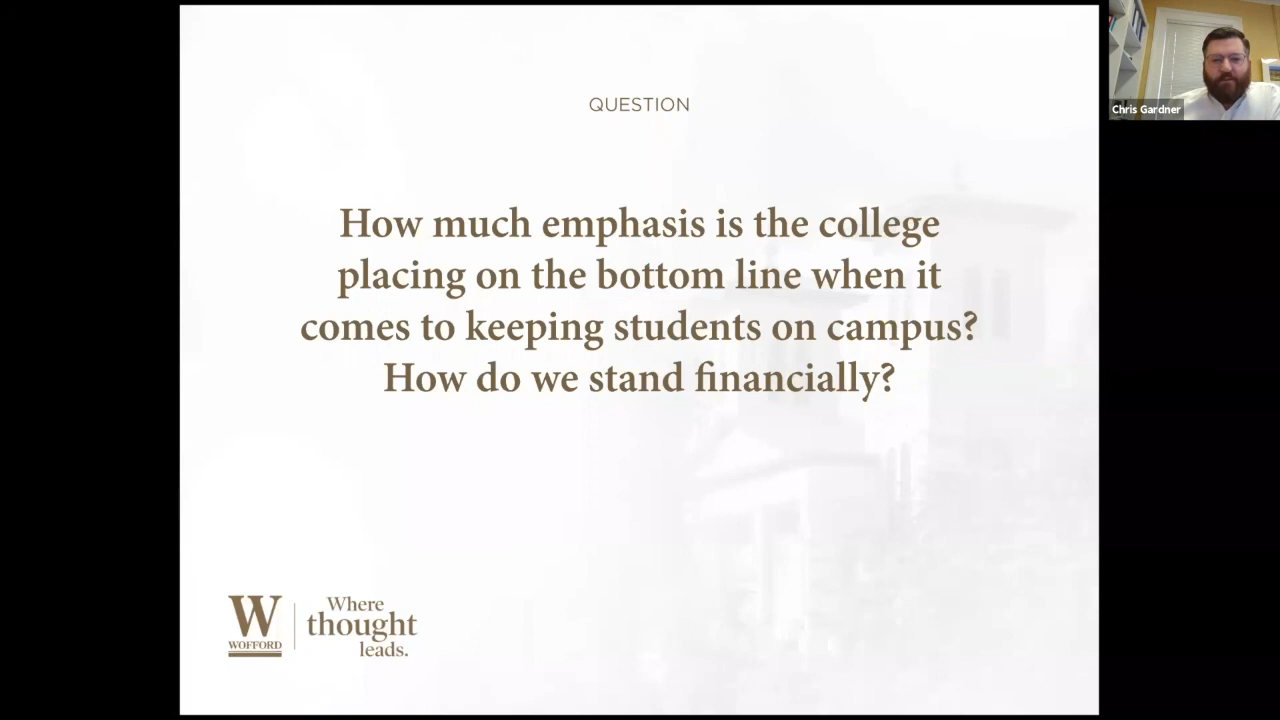 QUESTION
How much emphasis is the college
placing on the bottom line when it
comes to keeping students on campus?
How do we stand financially?
W
WOFFORD
Where
thought
leads.
Chris Gardner